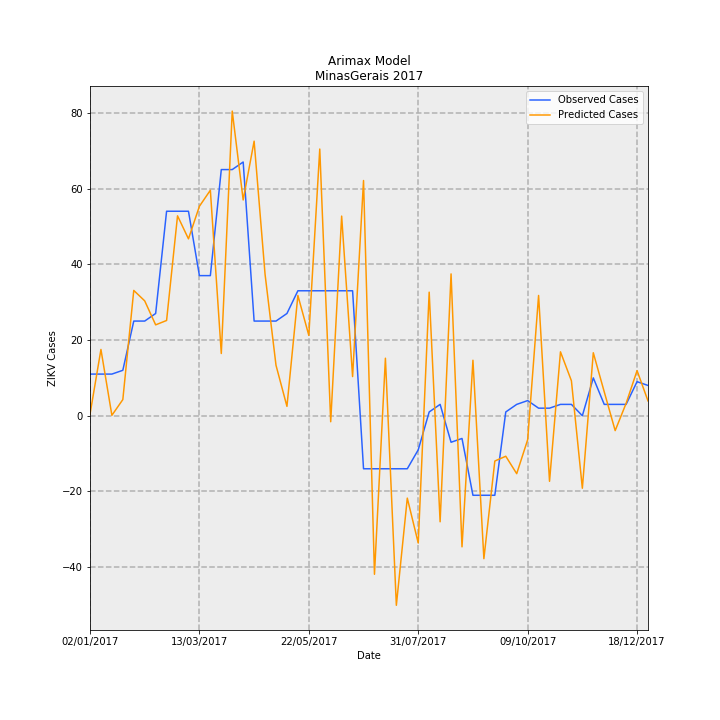 Arimax Model
MinasGerais 2017
Observed Cases
Predicted Cases
ZIKV Cases
80
60
40
20
0
−20
−40
02/01/2017
13/03/2017
22/05/2017
31/07/2017
09/10/2017
18/12/2017
Date